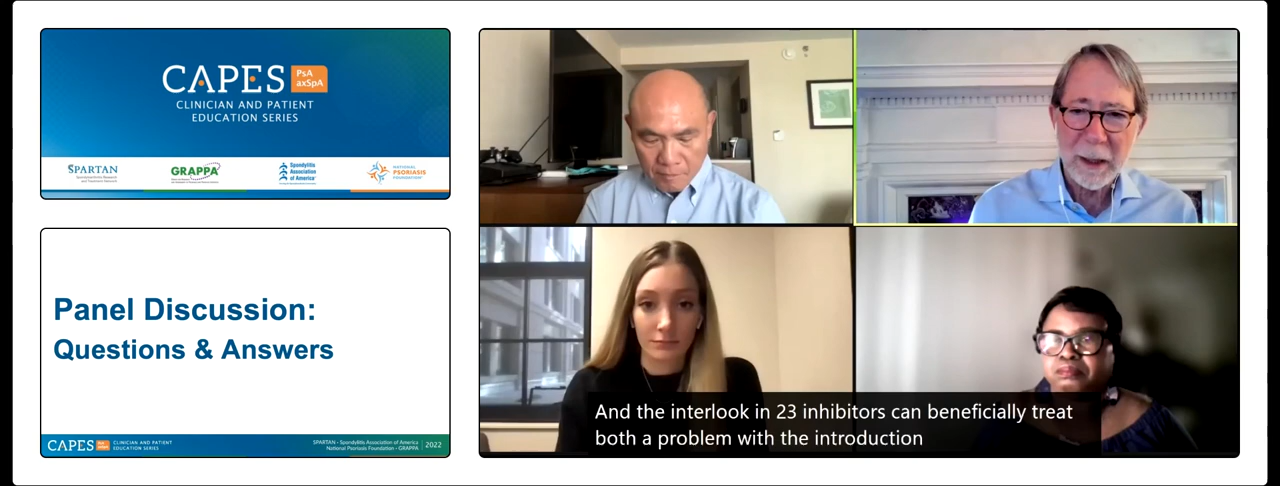 CAPES PsA
axSpA
CLINICIAN AND PATIENT
EDUCATION SERIES
SPARTAN
GRAPPA
Spondylitis
Association
of America
NATIONAL
PSORIASIS
FOUNDATION
Panel Discussion:
Questions & Answers
CAPES
CLINICIAN AND PATIENT
EDUCATION SERIES
SPARTAN - Spondylitis Association of America
National Psoriasis Foundation - GRAPPA
2022
And the interlook in 23 inhibitors can beneficially treat
both a problem with the introduction